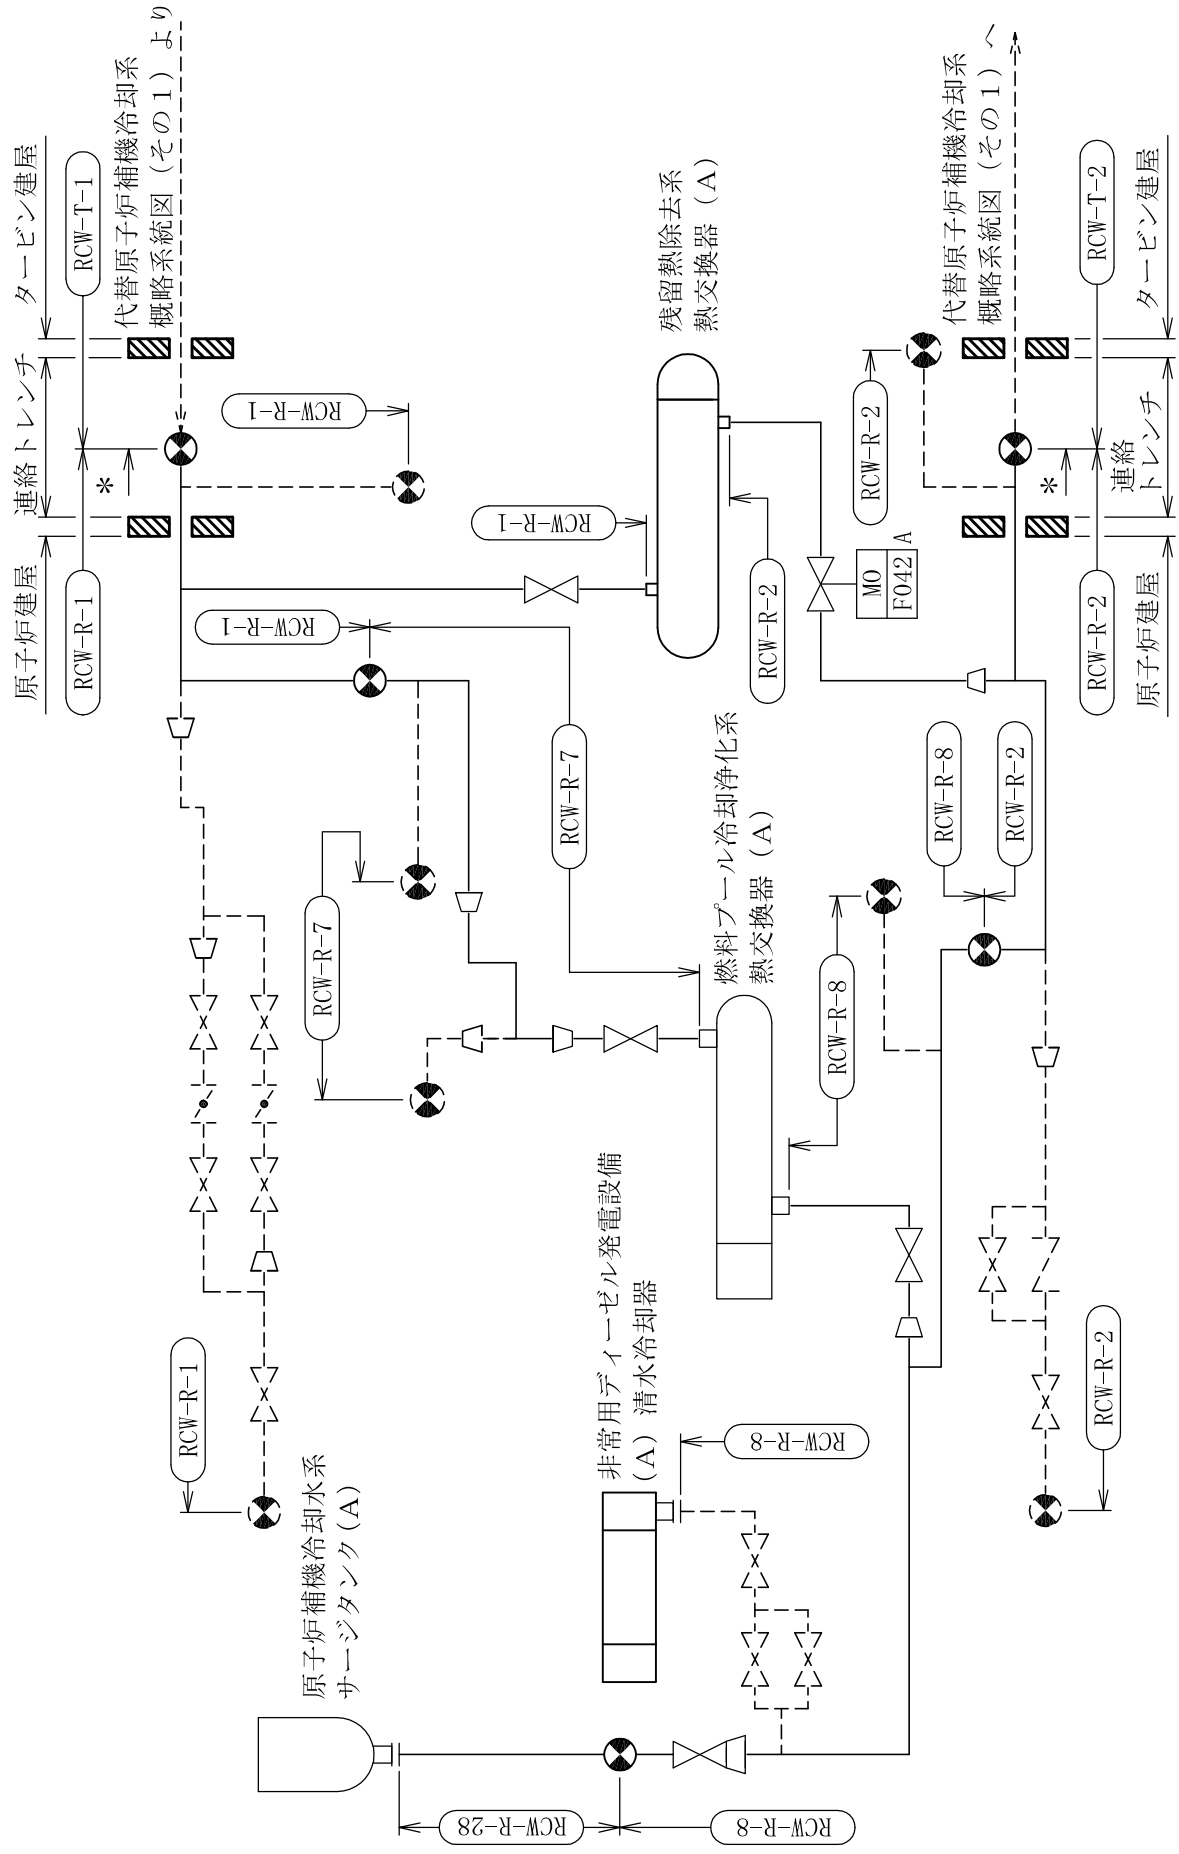 原子炉補機冷却水系
サージタンク(A)
RCW-R-28
RCW-R-8
RCW-R-1
非常用ディーゼル発電設備
(A) 清水冷却器
RCW-R-8
RCW-R-2
RCW-R-7
RCW-R-7
燃料プール冷却浄化系
熱交換器 (A)
RCW-R-8
RCW-R-8
RCW-R-2
原子炉建屋
連絡トレンチ
タービン建屋
RCW-R-1
RCW-T-1
*
代替原子炉補機冷却系
概略系統図 (その1) より
RCW-R-1
RCW-R-1
RCW-R-1
残留熱除去系
熱交換器 (A)
RCW-R-2
MO
F042
A
RCW-R-2
代替原子炉補機冷却系
概略系統図 (その1) へ
*
RCW-R-2
RCW-T-2
原子炉建屋
連絡
トレンチ
タービン建屋